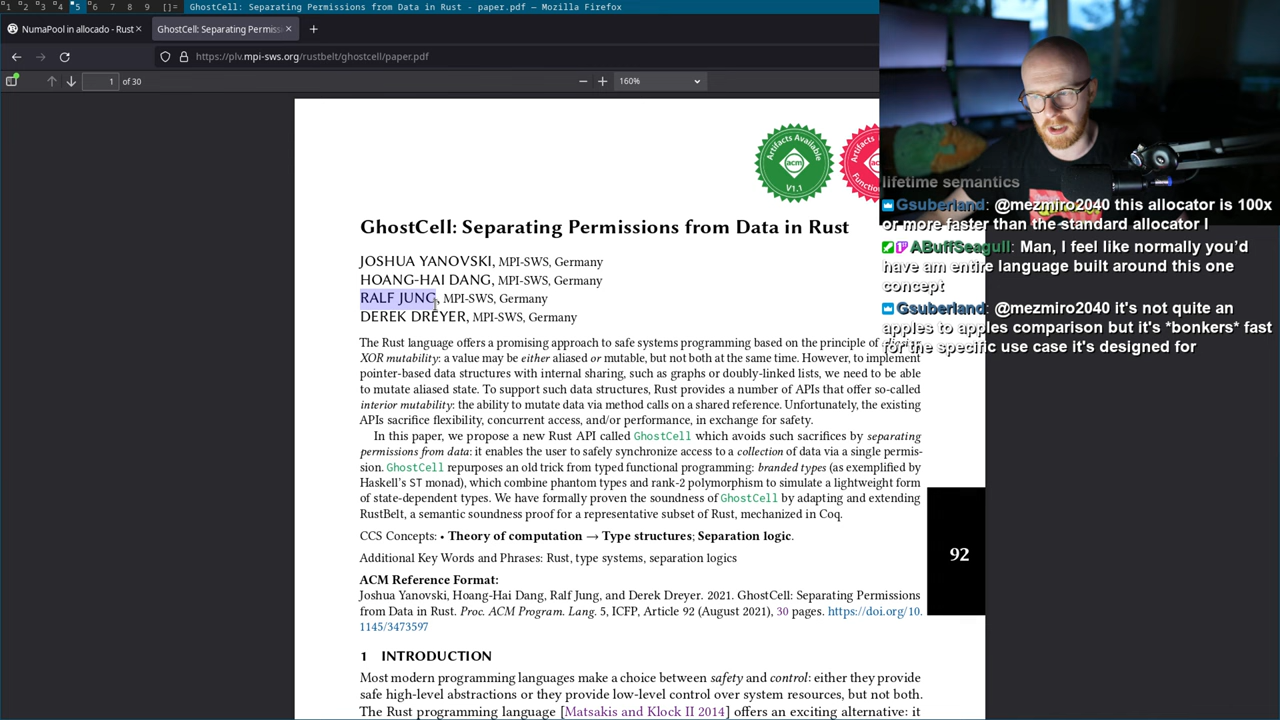 1 2 3 4 5 6 7 8 9 []= GhostCell: Separating Permissions from Data in Rust - paper.pdf — Mozilla Firefox
NumaPool in allocado - Rust
GhostCell: Separating Permiss
https://plv.mpi-sws.org/rustbelt/ghostcell/paper.pdf
1 of 30
160%
Artifacts Available
acm
V1.1
Artifacts
acm
Function
GhostCell: Separating Permissions from Data in Rust
JOSHUA YANOVSKI, MPI-SWS, Germany
HOANG-HAI DANG, MPI-SWS, Germany
RALF JUNG, MPI-SWS, Germany
DEREK DREYER, MPI-SWS, Germany
The Rust language offers a promising approach to safe systems programming based on the principle of
XOR mutability: a value may be either aliased or mutable, but not both at the same time. However, to implement
pointer-based data structures with internal sharing, such as graphs or doubly-linked lists, we need to be able
to mutate aliased state. To support such data structures, Rust provides a number of APIs that offer so-called
interior mutability: the ability to mutate data via method calls on a shared reference. Unfortunately, the existing
APIs sacrifice flexibility, concurrent access, and/or performance, in exchange for safety.
In this paper, we propose a new Rust API called GhostCell which avoids such sacrifices by separating
permissions from data: it enables the user to safely synchronize access to a collection of data via a single permis-
sion. GhostCell repurposes an old trick from typed functional programming: branded types (as exemplified by
Haskell's ST monad), which combine phantom types and rank-2 polymorphism to simulate a lightweight form
of state-dependent types. We have formally proven the soundness of GhostCell by adapting and extending
RustBelt, a semantic soundness proof for a representative subset of Rust, mechanized in Coq.
CCS Concepts: • Theory of computation → Type structures; Separation logic.
Additional Key Words and Phrases: Rust, type systems, separation logics
ACM Reference Format:
Joshua Yanovski, Hoang-Hai Dang, Ralf Jung, and Derek Dreyer. 2021. GhostCell: Separating Permissions
from Data in Rust. Proc. ACM Program. Lang. 5, ICFP, Article 92 (August 2021), 30 pages. https://doi.org/10.
1145/3473597
1 INTRODUCTION
Most modern programming languages make a choice between safety and control: either they provide
safe high-level abstractions or they provide low-level control over system resources, but not both.
The Rust programming language [Matsakis and Klock II 2014] offers an exciting alternative: it
92
lifetime semantics
Gsuberland: @mezmiro2040 this allocator is 100x
or more faster than the standard allocator I
ABuffSeagull: Man, I feel like normally you'd
have am entire language built around this one
concept
Gsuberland: @mezmiro2040 it's not quite an
apples to apples comparison but it's *bonkers* fast
for the specific use case it's designed for